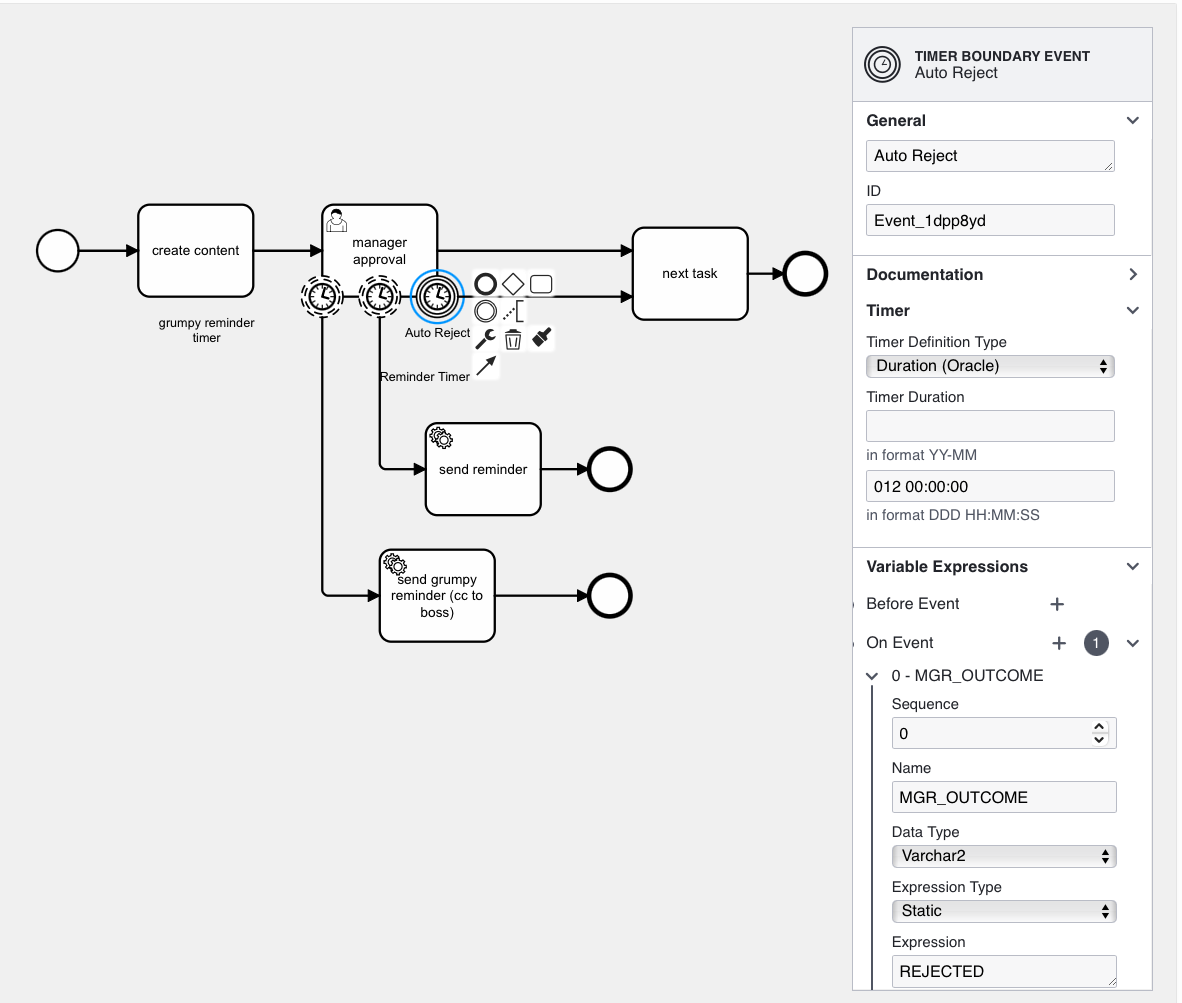 create content
manager
approval
grumpy reminder
timer
Auto Reject
Reminder Timer
next task
send reminder
send grumpy
reminder (cc to
boss)
TIMER BOUNDARY EVENT
Auto Reject
General
Auto Reject
ID
Event_1dpp8yd
Documentation
Timer
Timer Definition Type
Duration (Oracle)
Timer Duration
in format YY-MM
012 00:00:00
in format DDD HH:MM:SS
Variable Expressions
Before Event
On Event
1
0 - MGR_OUTCOME
Sequence
0
Name
MGR_OUTCOME
Data Type
Varchar2
Expression Type
Static
Expression
REJECTED